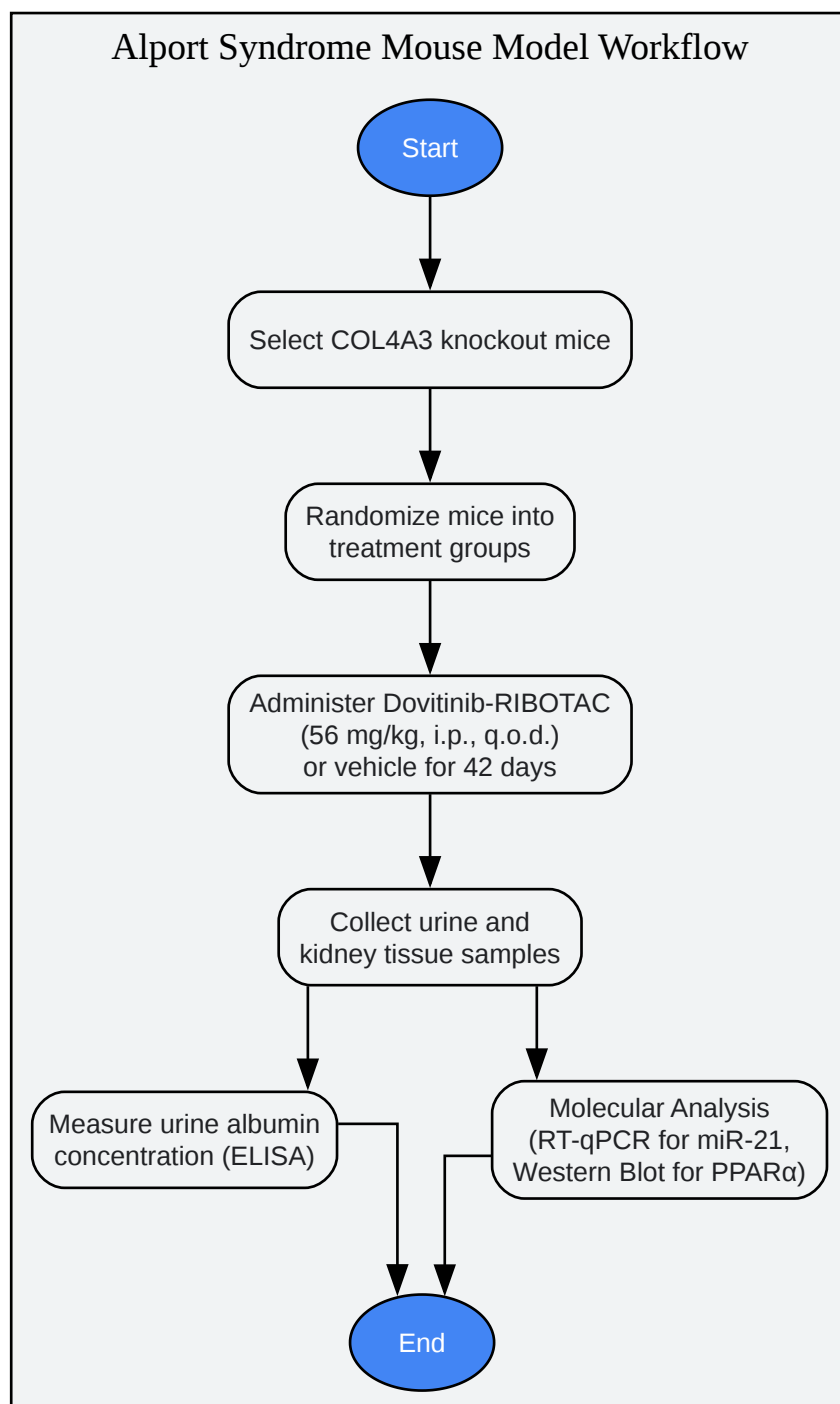 Alport Syndrome Mouse Model Workflow
Start
Select COL4A3 knockout mice
Randomize mice into
treatment groups
Administer Dovitinib-RIBOTAC
(56 mg/kg, i.p., q.o.d.)
or vehicle for 42 days
Collect urine and
kidney tissue samples
Measure urine albumin
concentration (ELISA)
Molecular Analysis
(RT-qPCR for miR-21,
Western Blot for PPARα)
End